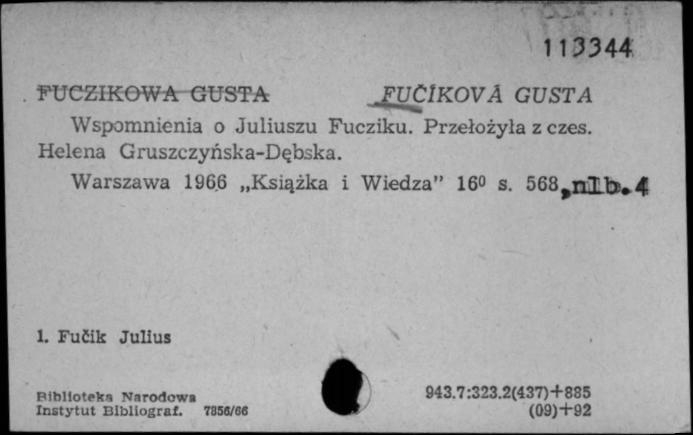 113344
FUCZIKOWA GUSTA FUČÍKOVÁ GUSTA
Wspomnienia o Juliuszu Fucziku. Przełożyła z czes.
Helena Gruszczyńska-Dębska.
Warszawa 1966 „Książka i Wiedza” 16⁰ s. 568, nlb. 4
1. Fučik Julius
Biblioteka Narodowa
Instytut Bibliograf. 7856/66
943.7:323.2(437)+885
(09)+92